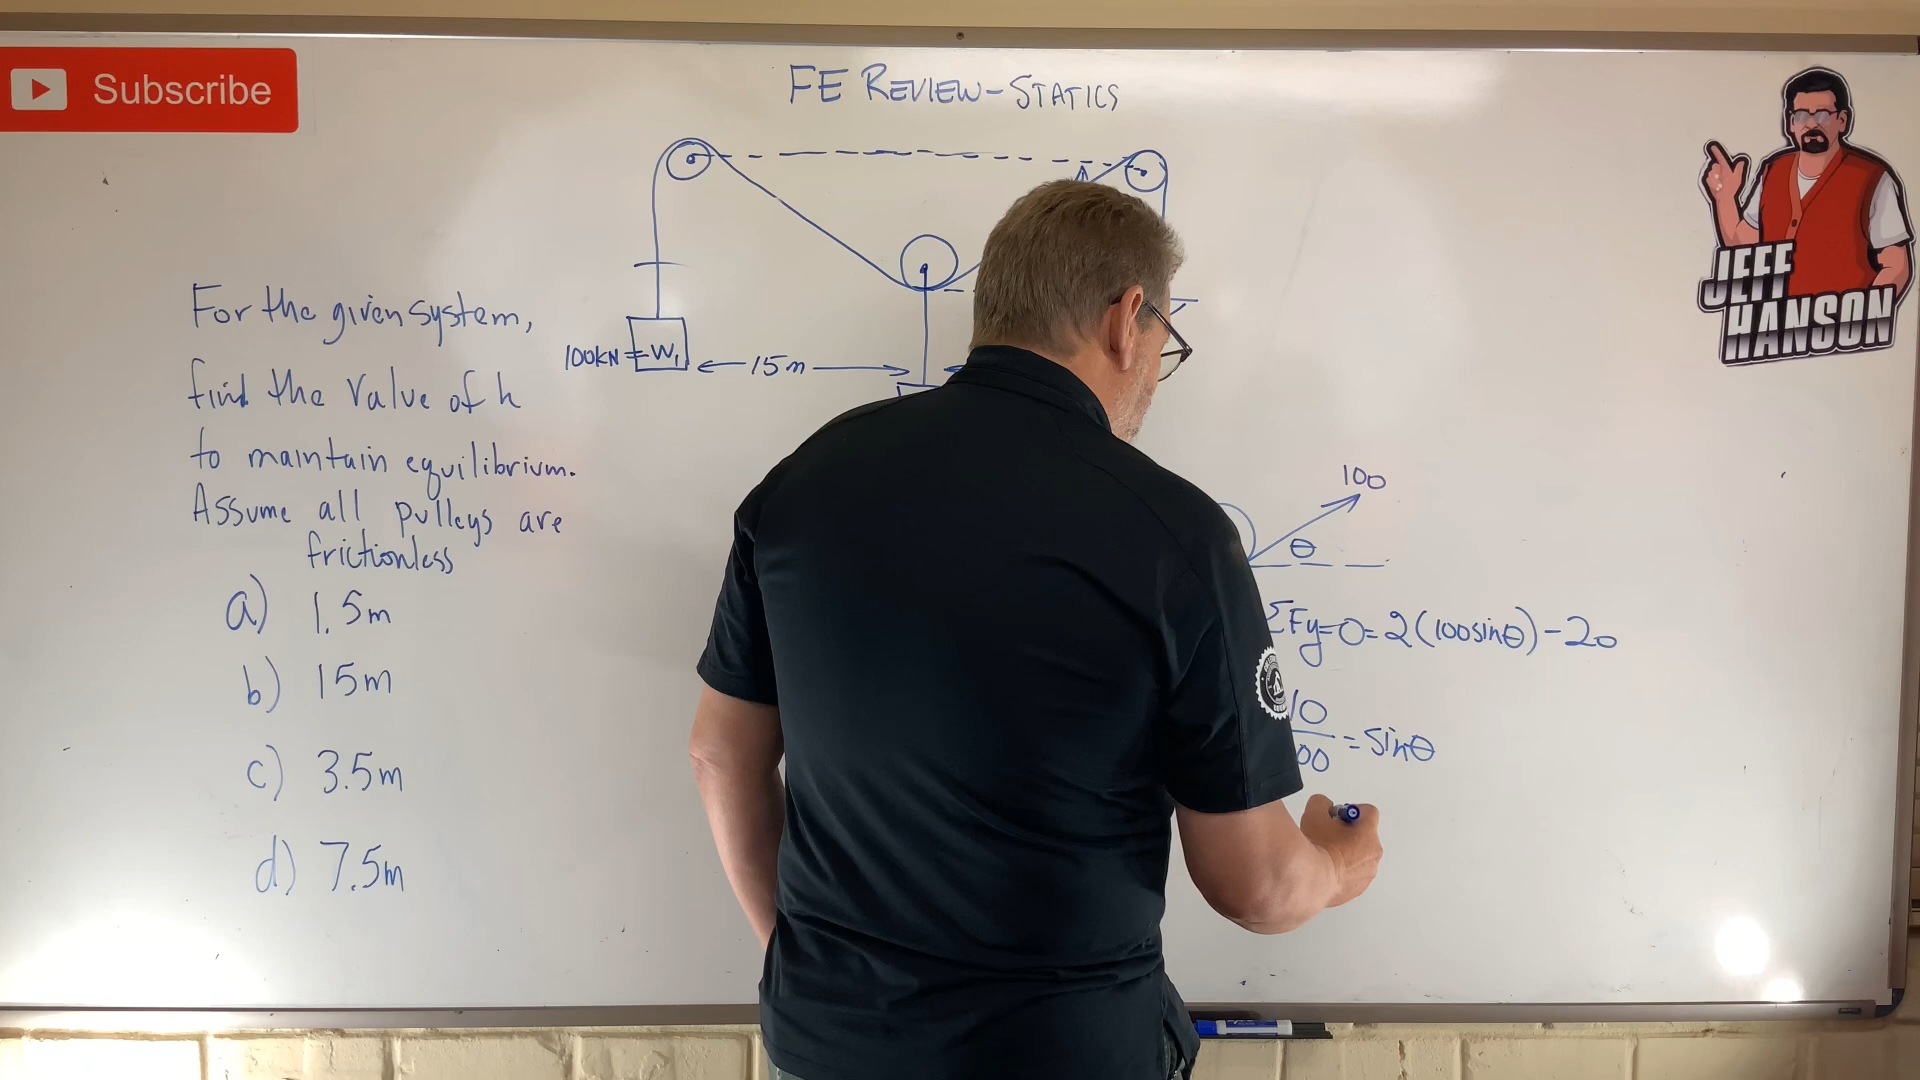 Subscribe
FE REVIEW-STATICS
JEFF
HANSON
For the given system,
find the value of h
to maintain equilibrium.
Assume all pulleys are
frictionless
a) 1.5m
b) 15m
c) 3.5m
d) 7.5m
100KN = W1
15m
100
θ
ΣFy=0=2(100sinθ)-20
10
00 = sinθ